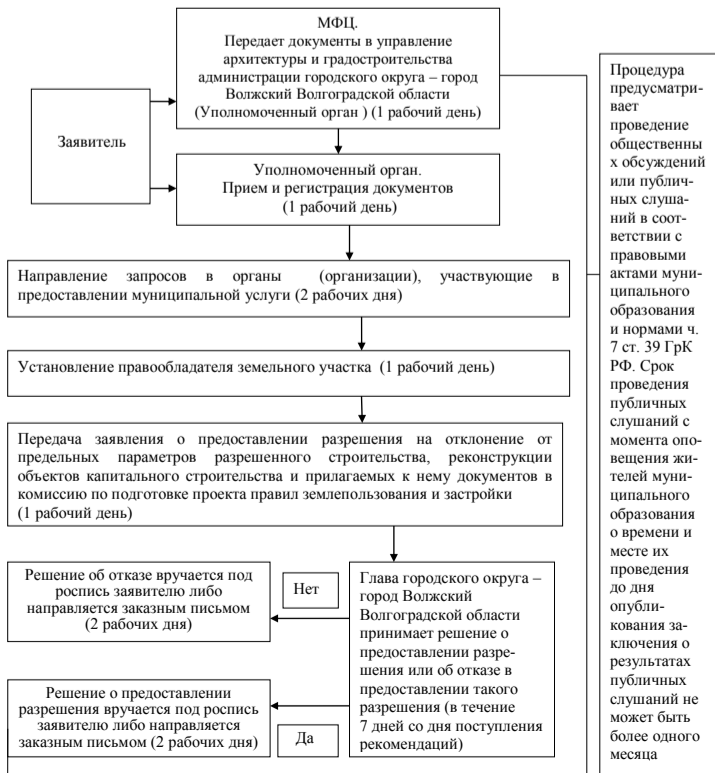 МФЦ.
Передает документы в управление
архитектуры и градостроительства
администрации городского округа – город
Волжский Волгоградской области
(Уполномоченный орган ) (1 рабочий день)
Заявитель
Уполномоченный орган.
Прием и регистрация документов
(1 рабочий день)
Направление запросов в органы (организации), участвующие в
предоставлении муниципальной услуги (2 рабочих дня)
Установление правообладателя земельного участка (1 рабочий день)
Передача заявления о предоставлении разрешения на отклонение от
предельных параметров разрешенного строительства, реконструкции
объектов капитального строительства и прилагаемых к нему документов в
комиссию по подготовке проекта правил землепользования и застройки
(1 рабочий день)
Решение об отказе вручается под
роспись заявителю либо
направляется заказным письмом
(2 рабочих дня)
Нет
Глава городского округа –
город Волжский
Волгоградской области
принимает решение о
предоставлении разре-
шения или об отказе в
предоставлении такого
разрешения (в течение
7 дней со дня поступления
рекомендаций)
Решение о предоставлении
разрешения вручается под роспись
заявителю либо направляется
заказным письмом (2 рабочих дня)
Да
Процедура
предусматри-
вает
проведение
общественны
х обсуждений
или публич-
ных слуша-
ний в соот-
ветствии с
правовыми
актами муни-
ципального
образования
и нормами ч.
7 ст. 39 ГрК
РФ. Срок
проведения
публичных
слушаний с
момента опо-
вещения жи-
телей муни-
ципального
образования
о времени и
месте их
проведения
до дня
опубли-
кования за-
ключения о
результатах
публичных
слушаний не
может быть
более одного
месяца